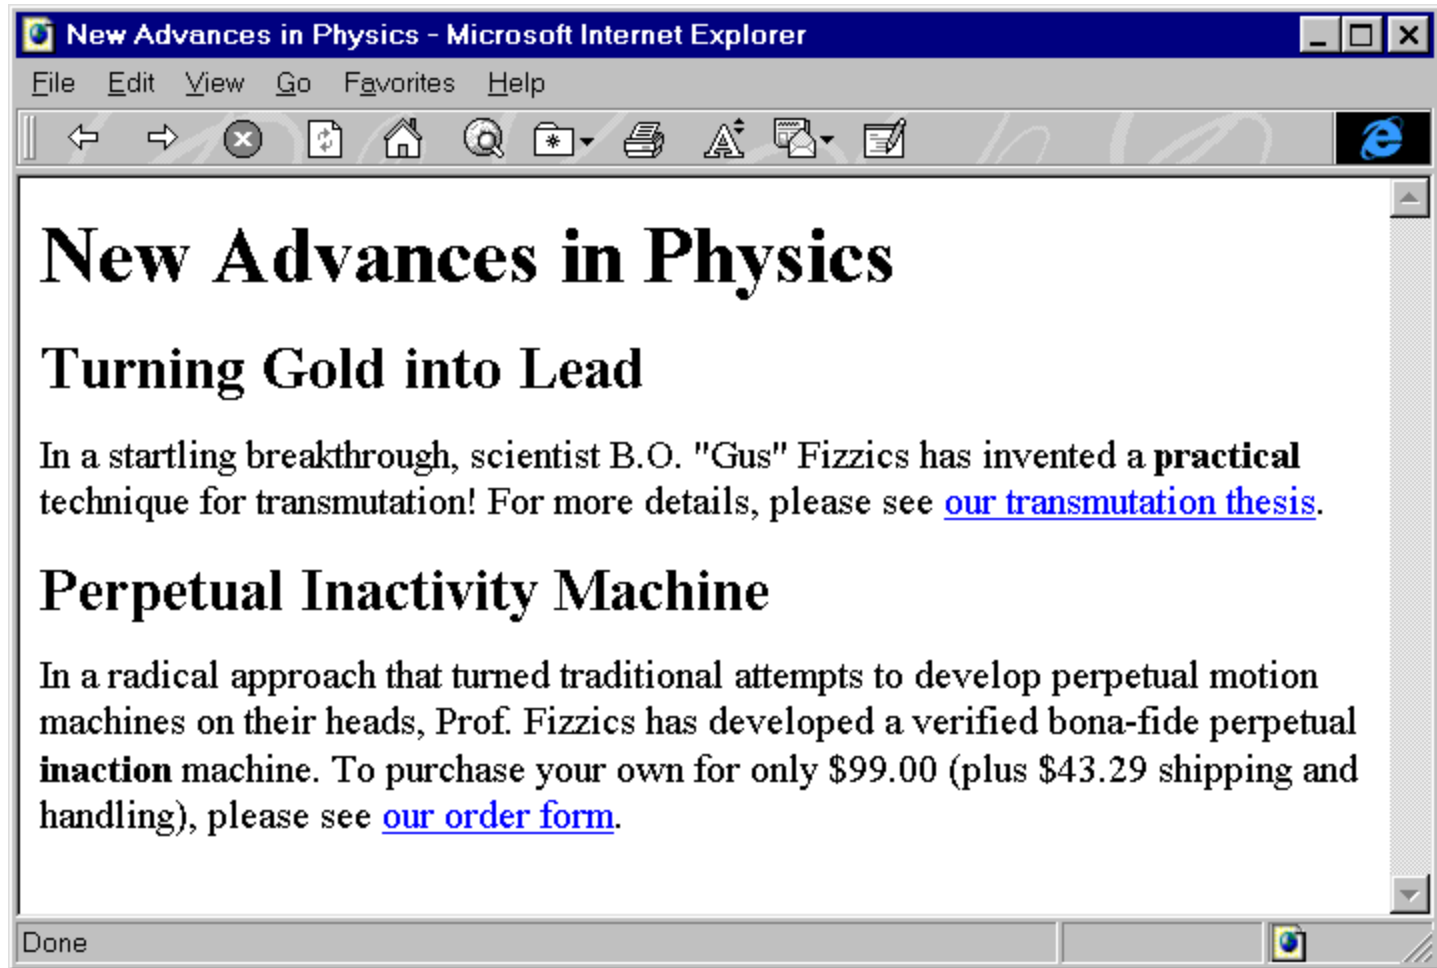 New Advances in Physics - Microsoft Internet Explorer
File Edit View Go Favorites Help
New Advances in Physics
Turning Gold into Lead
In a startling breakthrough, scientist B.O. "Gus" Fizzics has invented a practical
technique for transmutation! For more details, please see our transmutation thesis.
Perpetual Inactivity Machine
In a radical approach that turned traditional attempts to develop perpetual motion
machines on their heads, Prof. Fizzics has developed a verified bona-fide perpetual
inaction machine. To purchase your own for only $99.00 (plus $43.29 shipping and
handling), please see our order form.
Done